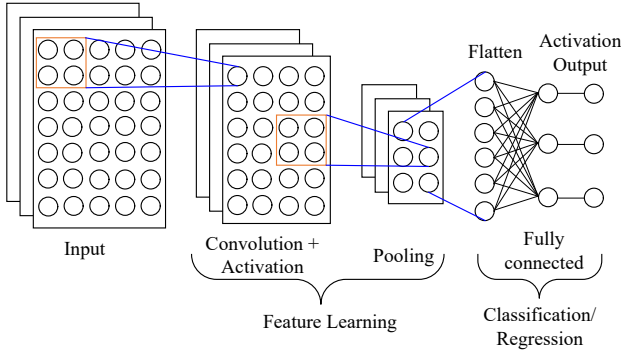 Flatten
Activation
Output
Input
Convolution +
Activation
Pooling
Fully
connected
Feature Learning
Classification/
Regression